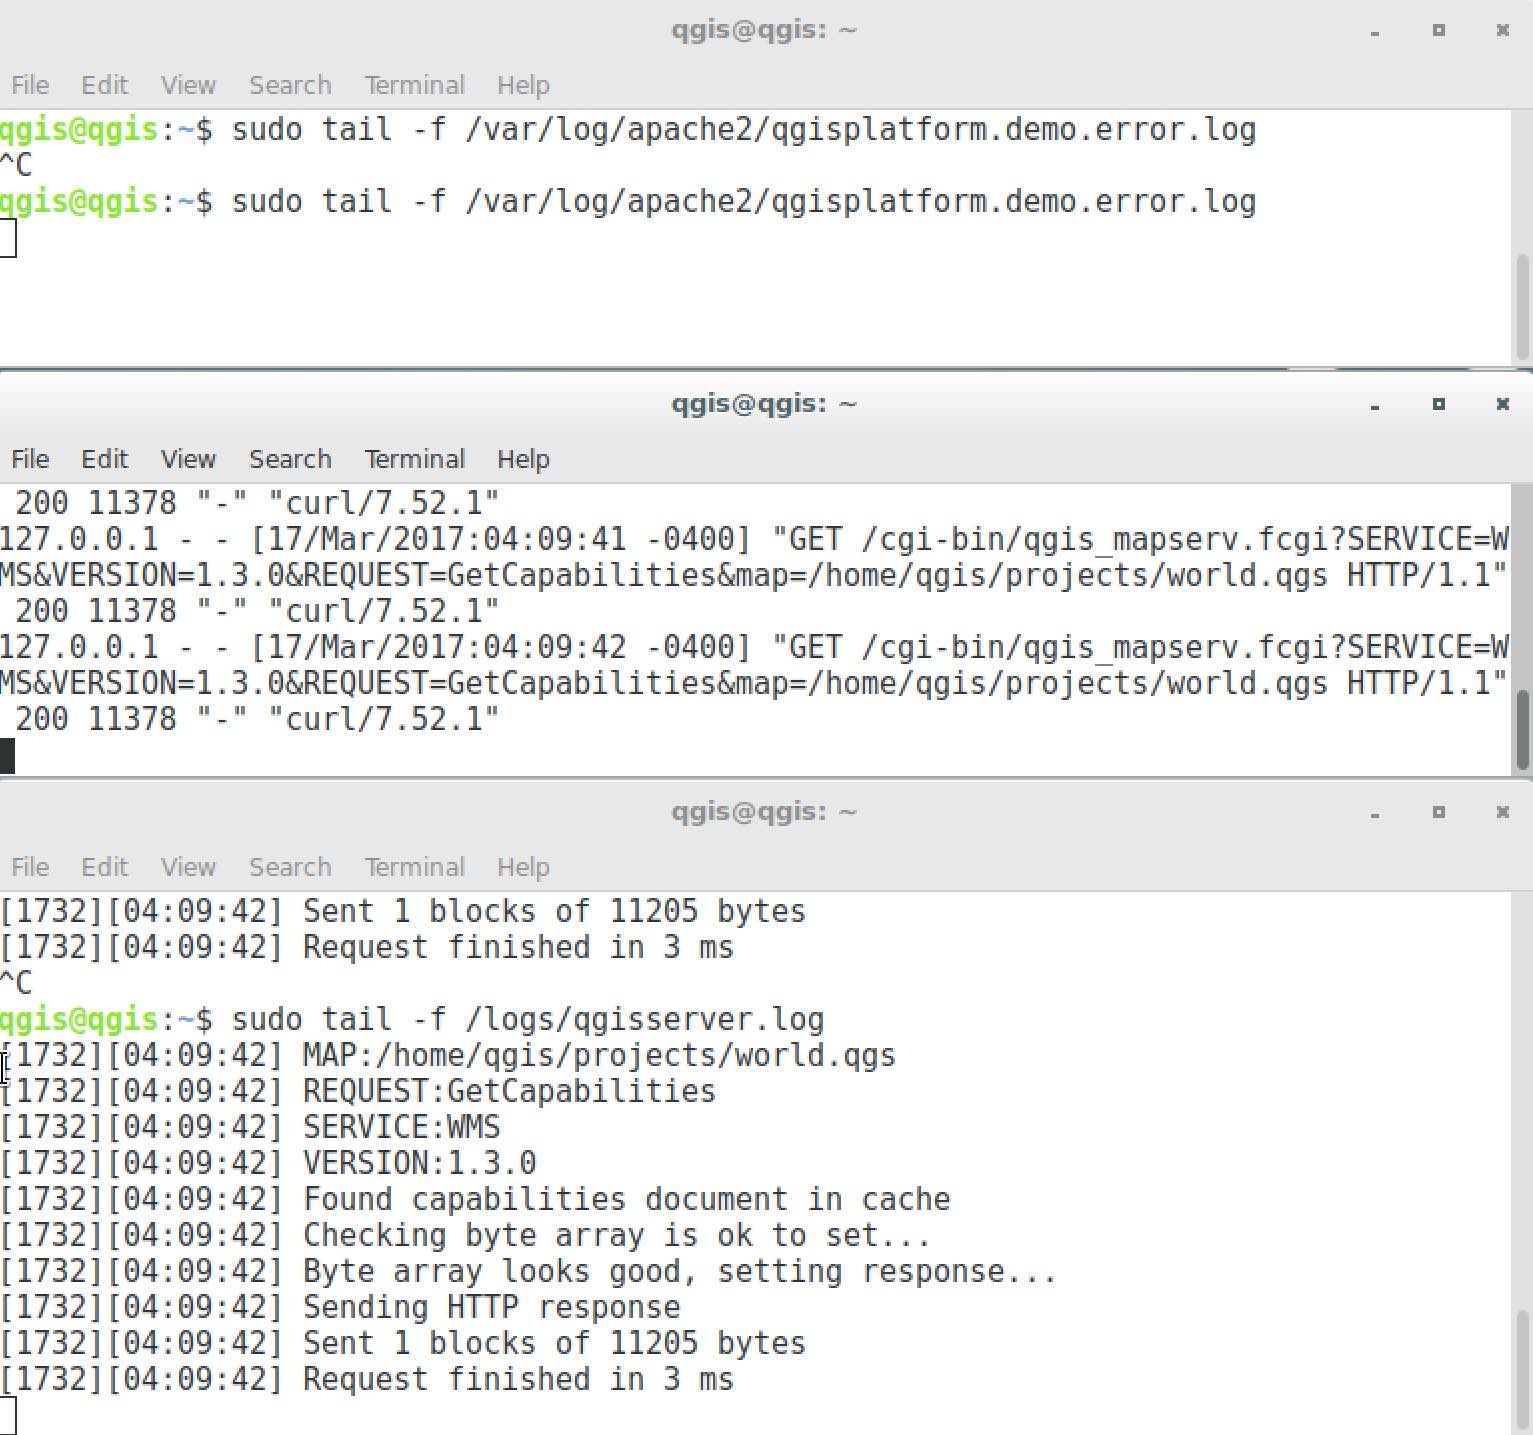 qgis@qgis: ~
File Edit View Search Terminal Help
qgis@qgis:~$ sudo tail -f /var/log/apache2/qgisplatform.demo.error.log
^C
qgis@qgis:~$ sudo tail -f /var/log/apache2/qgisplatform.demo.error.log
qgis@qgis: ~
File Edit View Search Terminal Help
200 11378 "-" "curl/7.52.1"
127.0.0.1 - - [17/Mar/2017:04:09:41 -0400] "GET /cgi-bin/qgis_mapserv.fcgi?SERVICE=W
MS&VERSION=1.3.0&REQUEST=GetCapabilities&map=/home/qgis/projects/world.qgs HTTP/1.1"
200 11378 "-" "curl/7.52.1"
127.0.0.1 - - [17/Mar/2017:04:09:42 -0400] "GET /cgi-bin/qgis_mapserv.fcgi?SERVICE=W
MS&VERSION=1.3.0&REQUEST=GetCapabilities&map=/home/qgis/projects/world.qgs HTTP/1.1"
200 11378 "-" "curl/7.52.1"
qgis@qgis: ~
File Edit View Search Terminal Help
[1732][04:09:42] Sent 1 blocks of 11205 bytes
[1732][04:09:42] Request finished in 3 ms
^C
qgis@qgis:~$ sudo tail -f /logs/qgisserver.log
[1732][04:09:42] MAP:/home/qgis/projects/world.qgs
[1732][04:09:42] REQUEST:GetCapabilities
[1732][04:09:42] SERVICE:WMS
[1732][04:09:42] VERSION:1.3.0
[1732][04:09:42] Found capabilities document in cache
[1732][04:09:42] Checking byte array is ok to set...
[1732][04:09:42] Byte array looks good, setting response...
[1732][04:09:42] Sending HTTP response
[1732][04:09:42] Sent 1 blocks of 11205 bytes
[1732][04:09:42] Request finished in 3 ms